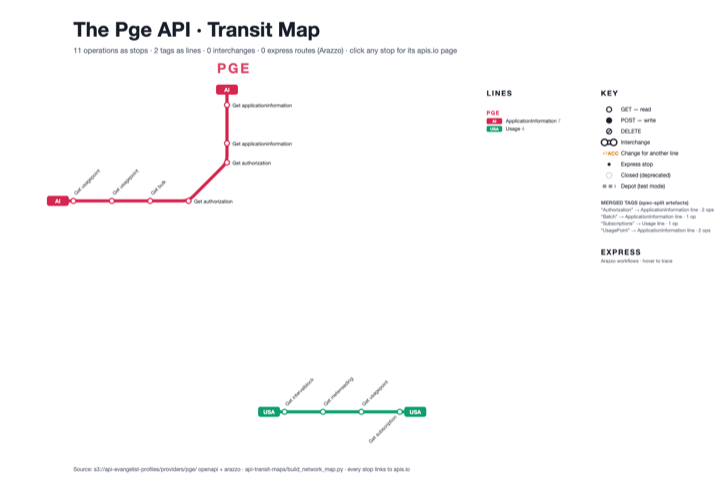 The Pge API · Transit Map
11 operations as stops · 2 tags as lines · 0 interchanges · 0 express routes (Arazzo) · click any stop for its apis.io page
PGE
AI
Get applicationinformation
Get applicationinformation
Get authorization
Get authorization
Get bulk
Get usagepoint
Get usagepoint
AI
LINES
PGE
AI ApplicationInformation 7
USA Usage 4
KEY
GET = read
POST = write
DELETE
Interchange
Change for another line
Express stop
Closed (deprecated)
Depot (test mode)
MERGED TAGS (spec-split artefacts)
"Authorization" → ApplicationInformation line · 2 ops
"Batch" → ApplicationInformation line · 1 op
"Subscriptions" → Usage line · 1 op
"UsagePoint" → ApplicationInformation line · 2 ops
EXPRESS
Arazzo workflows · hover to trace
USA
Get intervalblock
Get meterreading
Get usagepoint
Get subscription
USA
Source: s3://api-evangelist-profiles/providers/pge/ openapi + arazzo · api-transit-maps/build_network_map.py · every stop links to apis.io